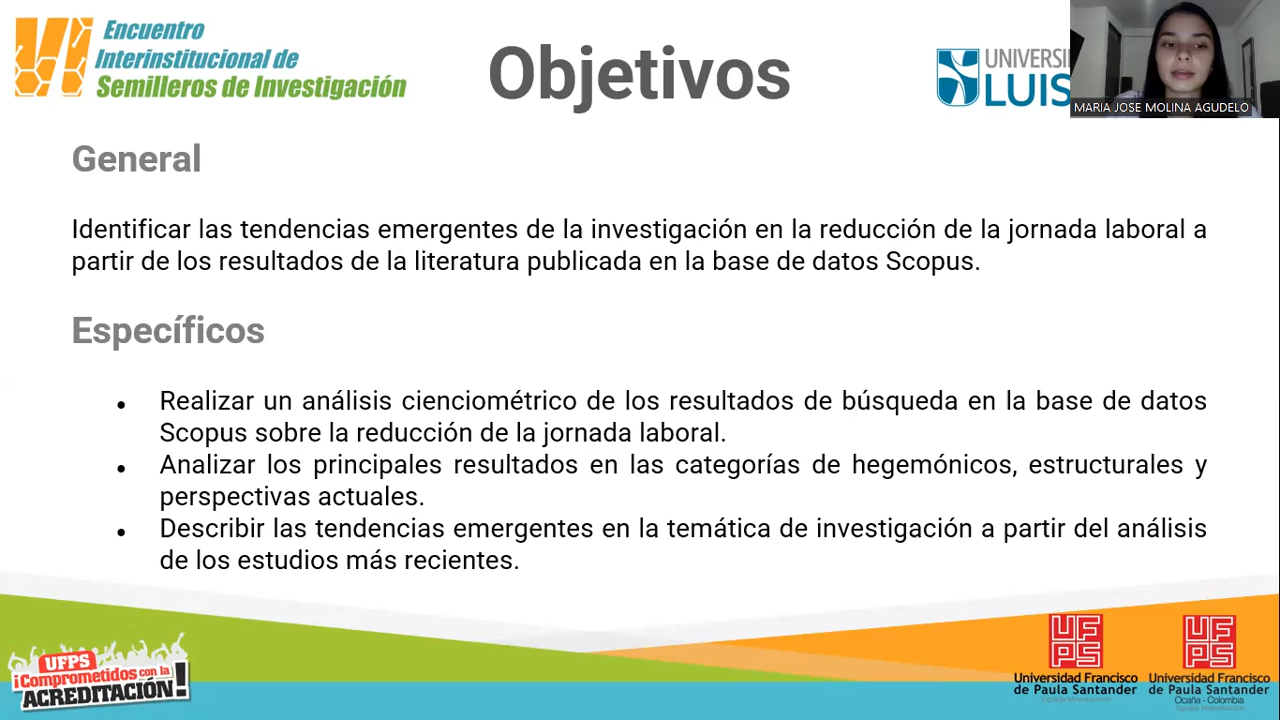 Encuentro
Interinstitucional de
Semilleros de Investigación
Objetivos
UNIVERSI
LUIS
MARIA JOSE MOLINA AGUDELO
General
Identificar las tendencias emergentes de la investigación en la reducción de la jornada laboral a
partir de los resultados de la literatura publicada en la base de datos Scopus.
Específicos
Realizar un análisis cienciométrico de los resultados de búsqueda en la base de datos
Scopus sobre la reducción de la jornada laboral.
Analizar los principales resultados en las categorías de hegemónicos, estructurales y
perspectivas actuales.
Describir las tendencias emergentes en la temática de investigación a partir del análisis
de los estudios más recientes.
UFPS
¡Comprometidos con la
ACREDITACIÓN!
UFPS
Universidad Francisco
de Paula Santander
UFPS
Universidad Francisco
de Paula Santander
Ocaña - Colombia